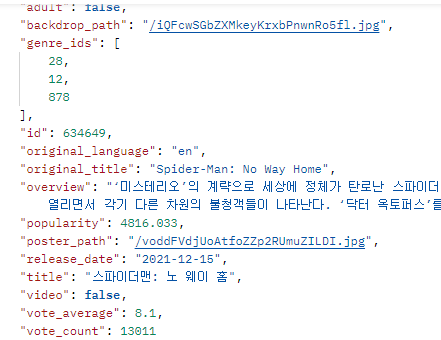 "adult": false,
"backdrop_path": "/iQFcwSGbZXMkeyKrxbPnwnRo5fl.jpg",
"genre_ids": [
28,
12,
878
],
"id": 634649,
"original_language": "en",
"original_title": "Spider-Man: No Way Home",
"overview": "‘미스테리오’의 계략으로 세상에 정체가 탄로난 스파이더
열리면서 각기 다른 차원의 불청객들이 나타난다. ‘닥터 옥토퍼스’를
"popularity": 4816.033,
"poster_path": "/voddFVdjUoAtfoZZp2RUmuZILDI.jpg",
"release_date": "2021-12-15",
"title": "스파이더맨: 노 웨이 홈",
"video": false,
"vote_average": 8.1,
"vote_count": 13011